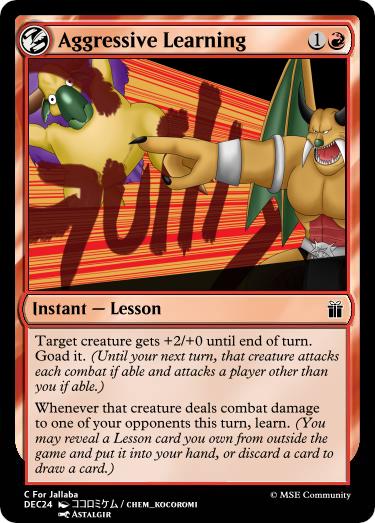 Aggressive Learning
1
Instant — Lesson
Target creature gets +2/+0 until end of turn.
Goad it. (Until your next turn, that creature attacks
each combat if able and attacks a player other than
you if able.)
Whenever that creature deals combat damage
to one of your opponents this turn, learn. (You
may reveal a Lesson card you own from outside the
game and put it into your hand, or discard a card to
draw a card.)
C For Jallaba
DEC24 ココロミケム / CHEM_KOCOROMI
ASTALGIR
© MSE Community